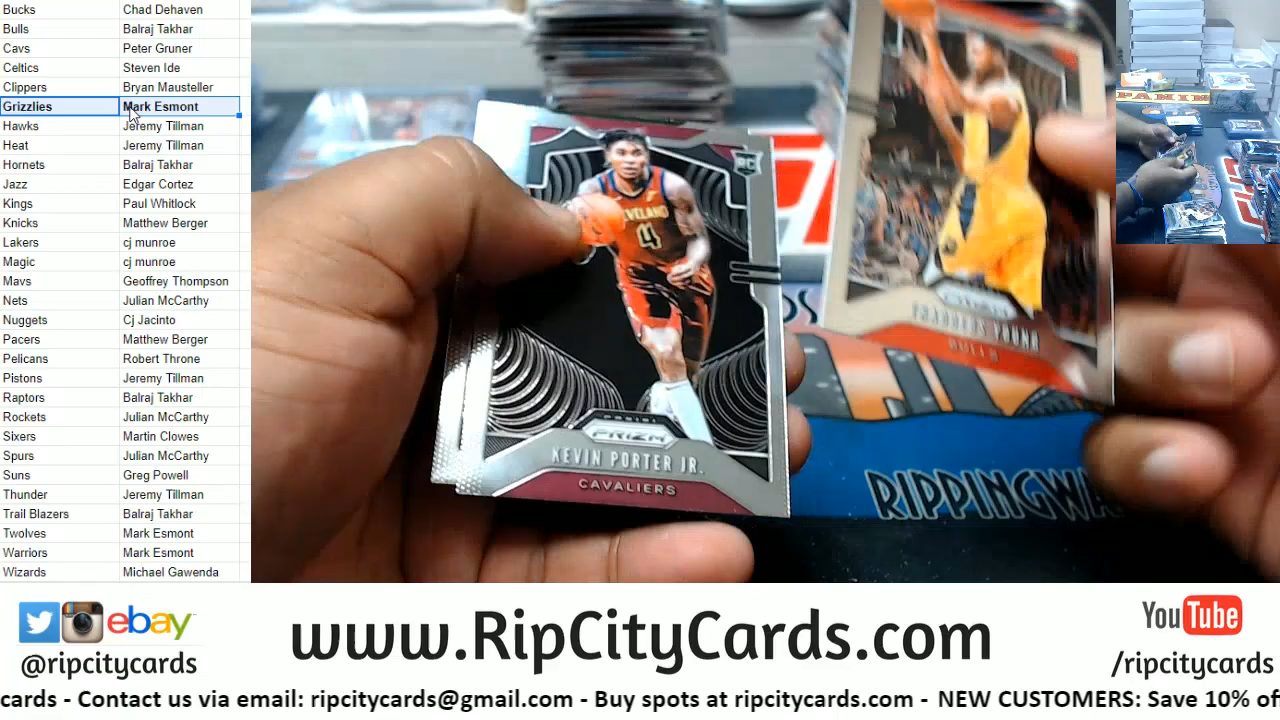 Bucks Chad Dehaven
Bulls Balraj Takhar
Cavs Peter Gruner
Celtics Steven Ide
Clippers Bryan Mausteller
Grizzlies Mark Esmont
Hawks Jeremy Tillman
Heat Jeremy Tillman
Hornets Balraj Takhar
Jazz Edgar Cortez
Kings Paul Whitlock
Knicks Matthew Berger
Lakers cj munroe
Magic cj munroe
Mavs Geoffrey Thompson
Nets Julian McCarthy
Nuggets Cj Jacinto
Pacers Matthew Berger
Pelicans Robert Throne
Pistons Jeremy Tillman
Raptors Balraj Takhar
Rockets Julian McCarthy
Sixers Martin Clowes
Spurs Julian McCarthy
Suns Greg Powell
Thunder Jeremy Tillman
Trail Blazers Balraj Takhar
Twolves Mark Esmont
Warriors Mark Esmont
Wizards Michael Gawenda
RC
CLEVELAND
4
PANINI
PRIZM
KEVIN PORTER JR.
CAVALIERS
PRIZM
THADDEUS YOUNG
BULLS
RIPPINGWA
PANINI
ebay
@ripcitycards
www.RipCityCards.com
YouTube
/ripcitycards
cards - Contact us via email: ripcitycards@gmail.com - Buy spots at ripcitycards.com - NEW CUSTOMERS: Save 10% of